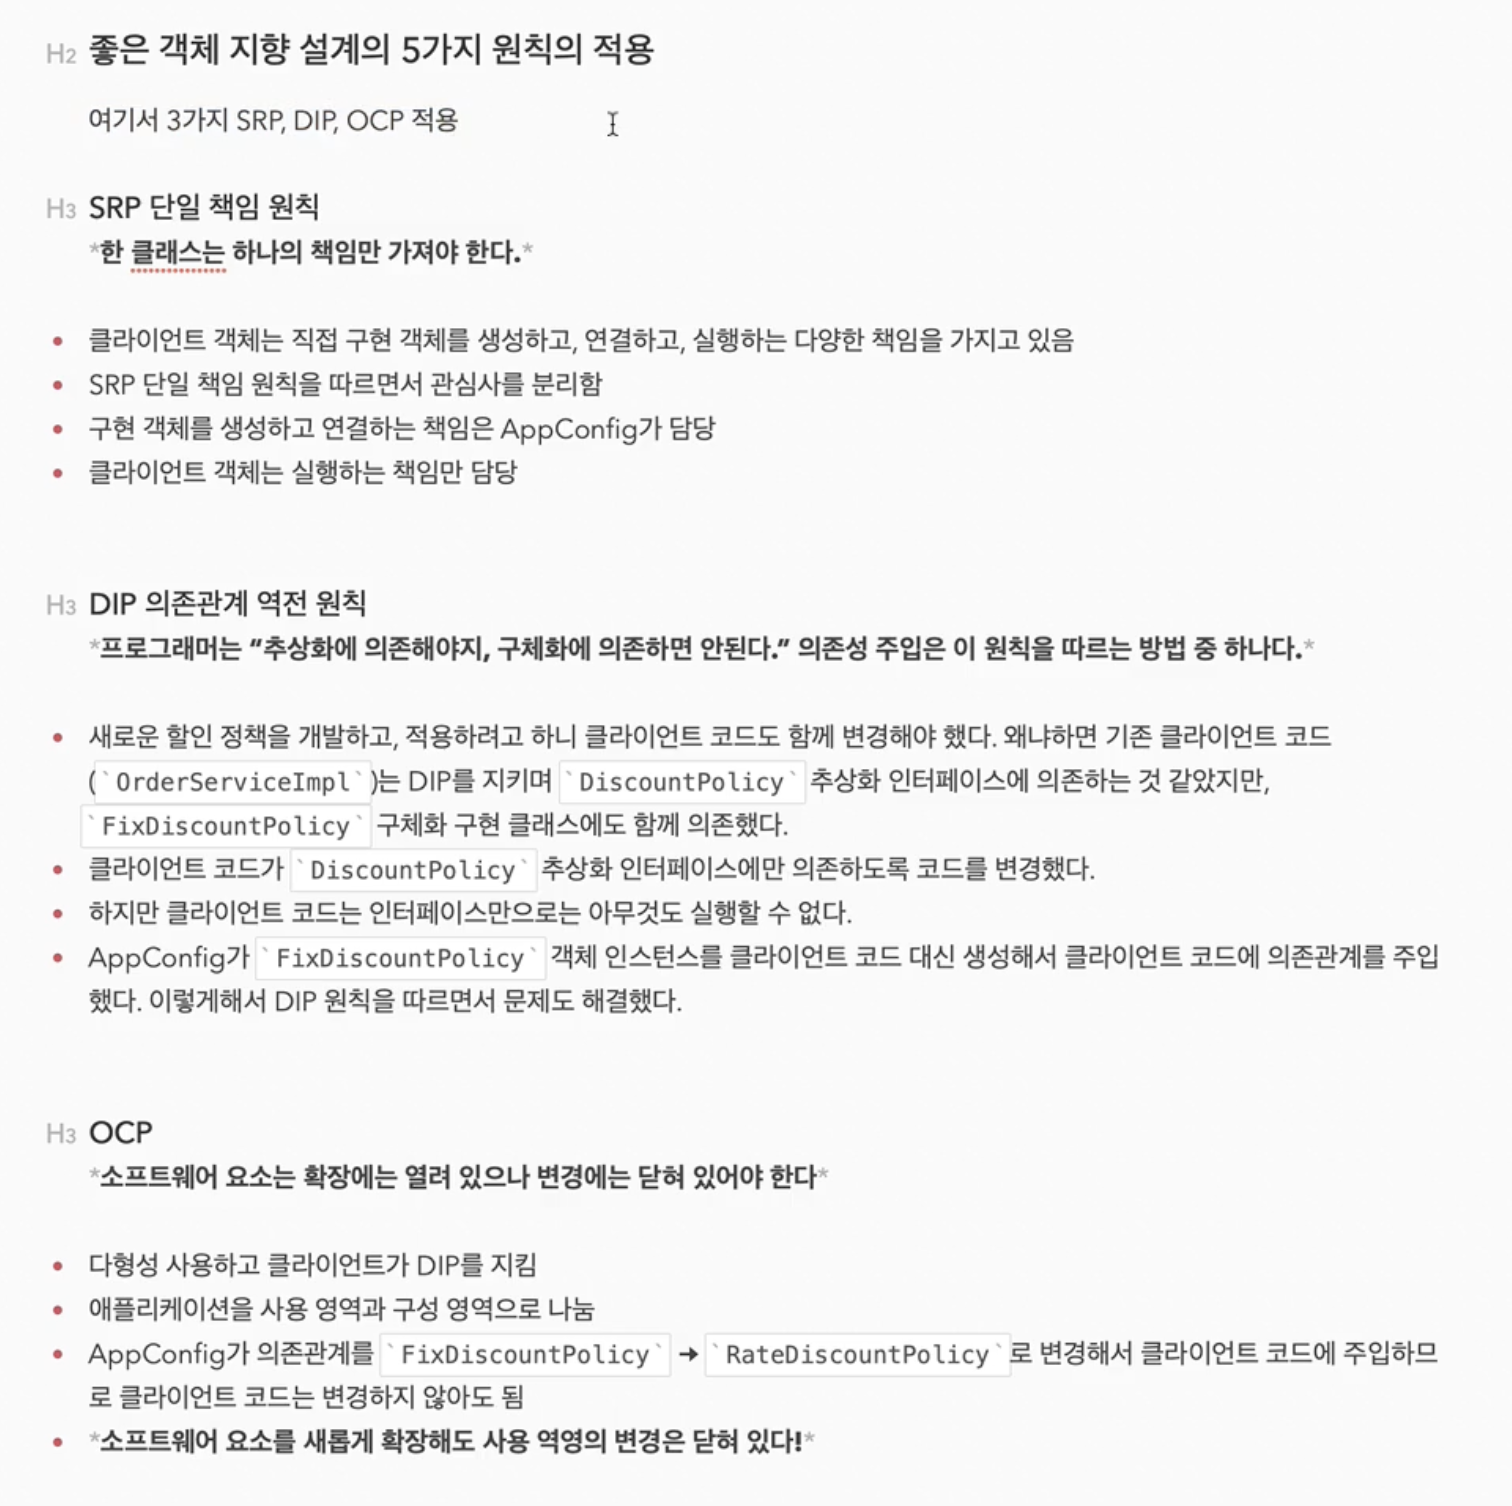 H2 좋은 객체 지향 설계의 5가지 원칙의 적용
여기서 3가지 SRP, DIP, OCP 적용
H3 SRP 단일 책임 원칙
*한 클래스는 하나의 책임만 가져야 한다.*
• 클라이언트 객체는 직접 구현 객체를 생성하고, 연결하고, 실행하는 다양한 책임을 가지고 있음
• SRP 단일 책임 원칙을 따르면서 관심사를 분리함
• 구현 객체를 생성하고 연결하는 책임은 AppConfig가 담당
• 클라이언트 객체는 실행하는 책임만 담당
H3 DIP 의존관계 역전 원칙
*프로그래머는 “추상화에 의존해야지, 구체화에 의존하면 안된다.” 의존성 주입은 이 원칙을 따르는 방법 중 하나다.*
• 새로운 할인 정책을 개발하고, 적용하려고 하니 클라이언트 코드도 함께 변경해야 했다. 왜냐하면 기존 클라이언트 코드
(`OrderServiceImpl`)는 DIP를 지키며 `DiscountPolicy` 추상화 인터페이스에 의존하는 것 같았지만,
`FixDiscountPolicy` 구체화 구현 클래스에도 함께 의존했다.
• 클라이언트 코드가 `DiscountPolicy` 추상화 인터페이스에만 의존하도록 코드를 변경했다.
• 하지만 클라이언트 코드는 인터페이스만으로는 아무것도 실행할 수 없다.
• AppConfig가 `FixDiscountPolicy` 객체 인스턴스를 클라이언트 코드 대신 생성해서 클라이언트 코드에 의존관계를 주입
했다. 이렇게해서 DIP 원칙을 따르면서 문제도 해결했다.
H3 OCP
*소프트웨어 요소는 확장에는 열려 있으나 변경에는 닫혀 있어야 한다*
• 다형성 사용하고 클라이언트가 DIP를 지킴
• 애플리케이션을 사용 영역과 구성 영역으로 나눔
• AppConfig가 의존관계를 `FixDiscountPolicy` → `RateDiscountPolicy`로 변경해서 클라이언트 코드에 주입하므
로 클라이언트 코드는 변경하지 않아도 됨
• *소프트웨어 요소를 새롭게 확장해도 사용 역영의 변경은 닫혀 있다!*